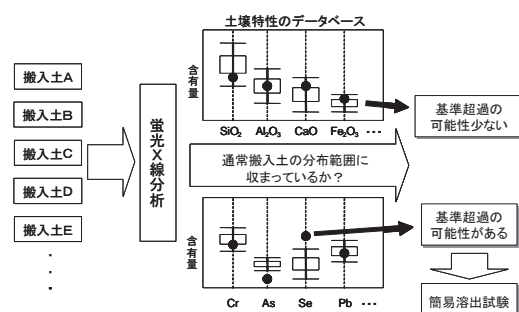 土壌特性のデータベース
搬入土A
搬入土B
搬入土C
搬入土D
搬入土E
・
・
・
蛍光X線分析
含有量
SiO₂ Al₂O₃ CaO Fe₂O₃ ・・・
基準超過の
可能性少ない
通常搬入土の分布範囲に
収まっているか？
含有量
Cr As Se Pb ・・・
基準超過の
可能性がある
簡易溶出試験